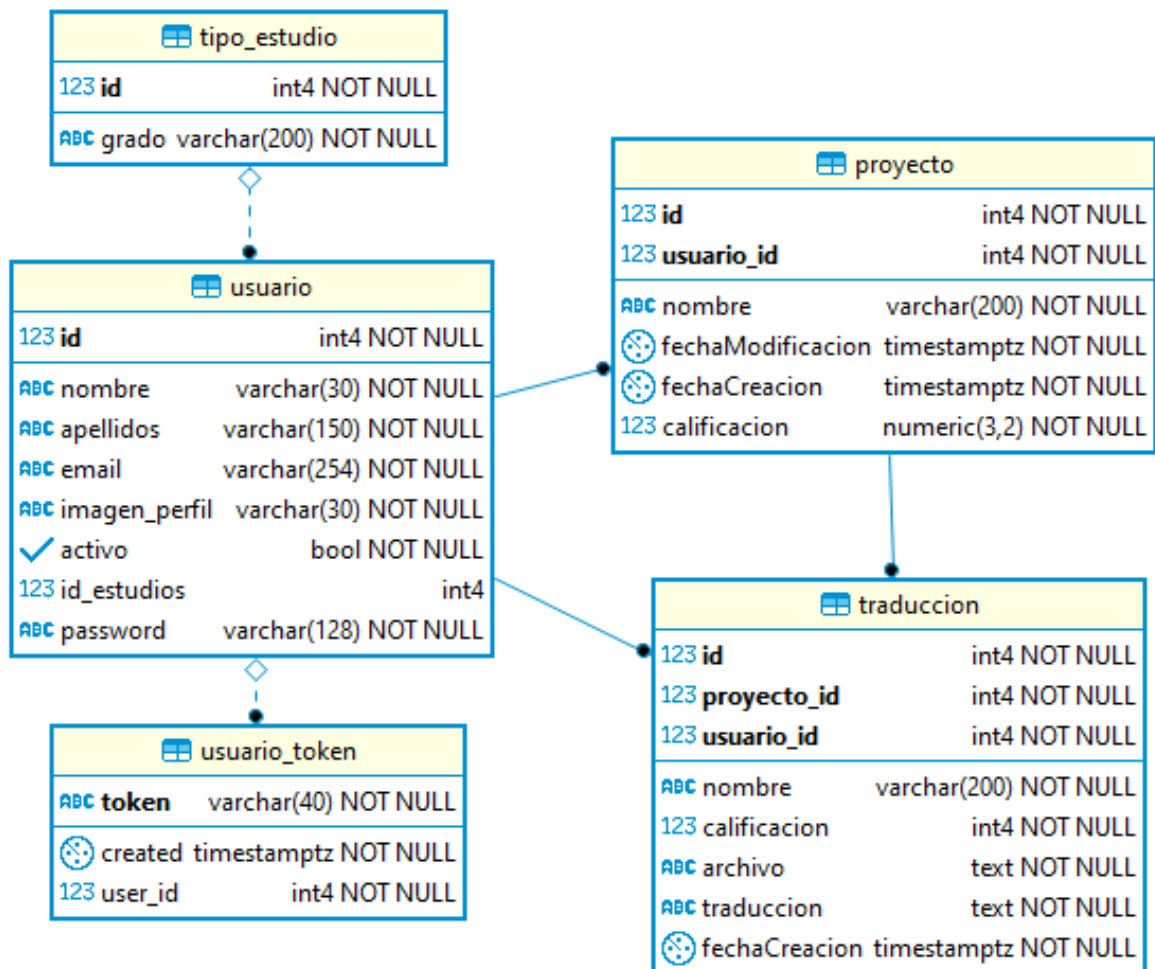 tipo_estudio
123 id int4 NOT NULL
ABC grado varchar(200) NOT NULL
proyecto
123 id int4 NOT NULL
123 usuario_id int4 NOT NULL
ABC nombre varchar(200) NOT NULL
fechaModificacion timestamptz NOT NULL
fechaCreacion timestamptz NOT NULL
123 calificacion numeric(3,2) NOT NULL
usuario
123 id int4 NOT NULL
ABC nombre varchar(30) NOT NULL
ABC apellidos varchar(150) NOT NULL
ABC email varchar(254) NOT NULL
ABC imagen_perfil varchar(30) NOT NULL
activo bool NOT NULL
123 id_estudios int4
ABC password varchar(128) NOT NULL
traduccion
123 id int4 NOT NULL
123 proyecto_id int4 NOT NULL
123 usuario_id int4 NOT NULL
ABC nombre varchar(200) NOT NULL
123 calificacion int4 NOT NULL
ABC archivo text NOT NULL
ABC traduccion text NOT NULL
fechaCreacion timestamptz NOT NULL
usuario_token
ABC token varchar(40) NOT NULL
created timestamptz NOT NULL
123 user_id int4 NOT NULL